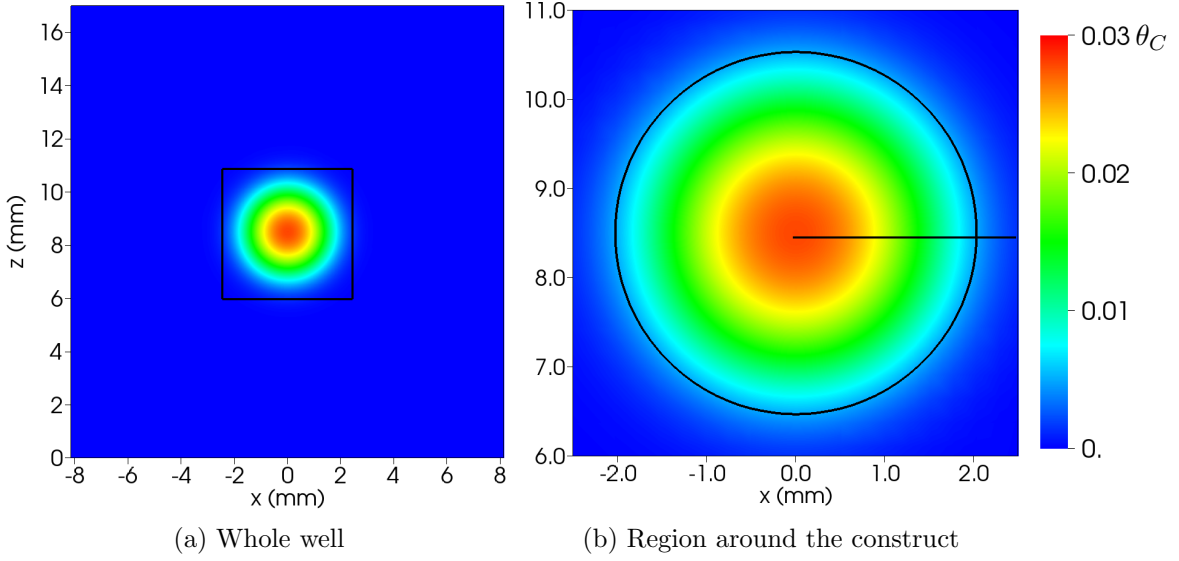 16
14
12
10
8
6
4
2
0
z (mm)
-8 -6 -4 -2 0 2 4 6 8
x (mm)
(a) Whole well
11.0
10.0
9.0
8.0
7.0
6.0
-2.0 -1.0 0.0 1.0 2.0
x (mm)
(b) Region around the construct
0.03 θ_C
0.02
0.01
0.